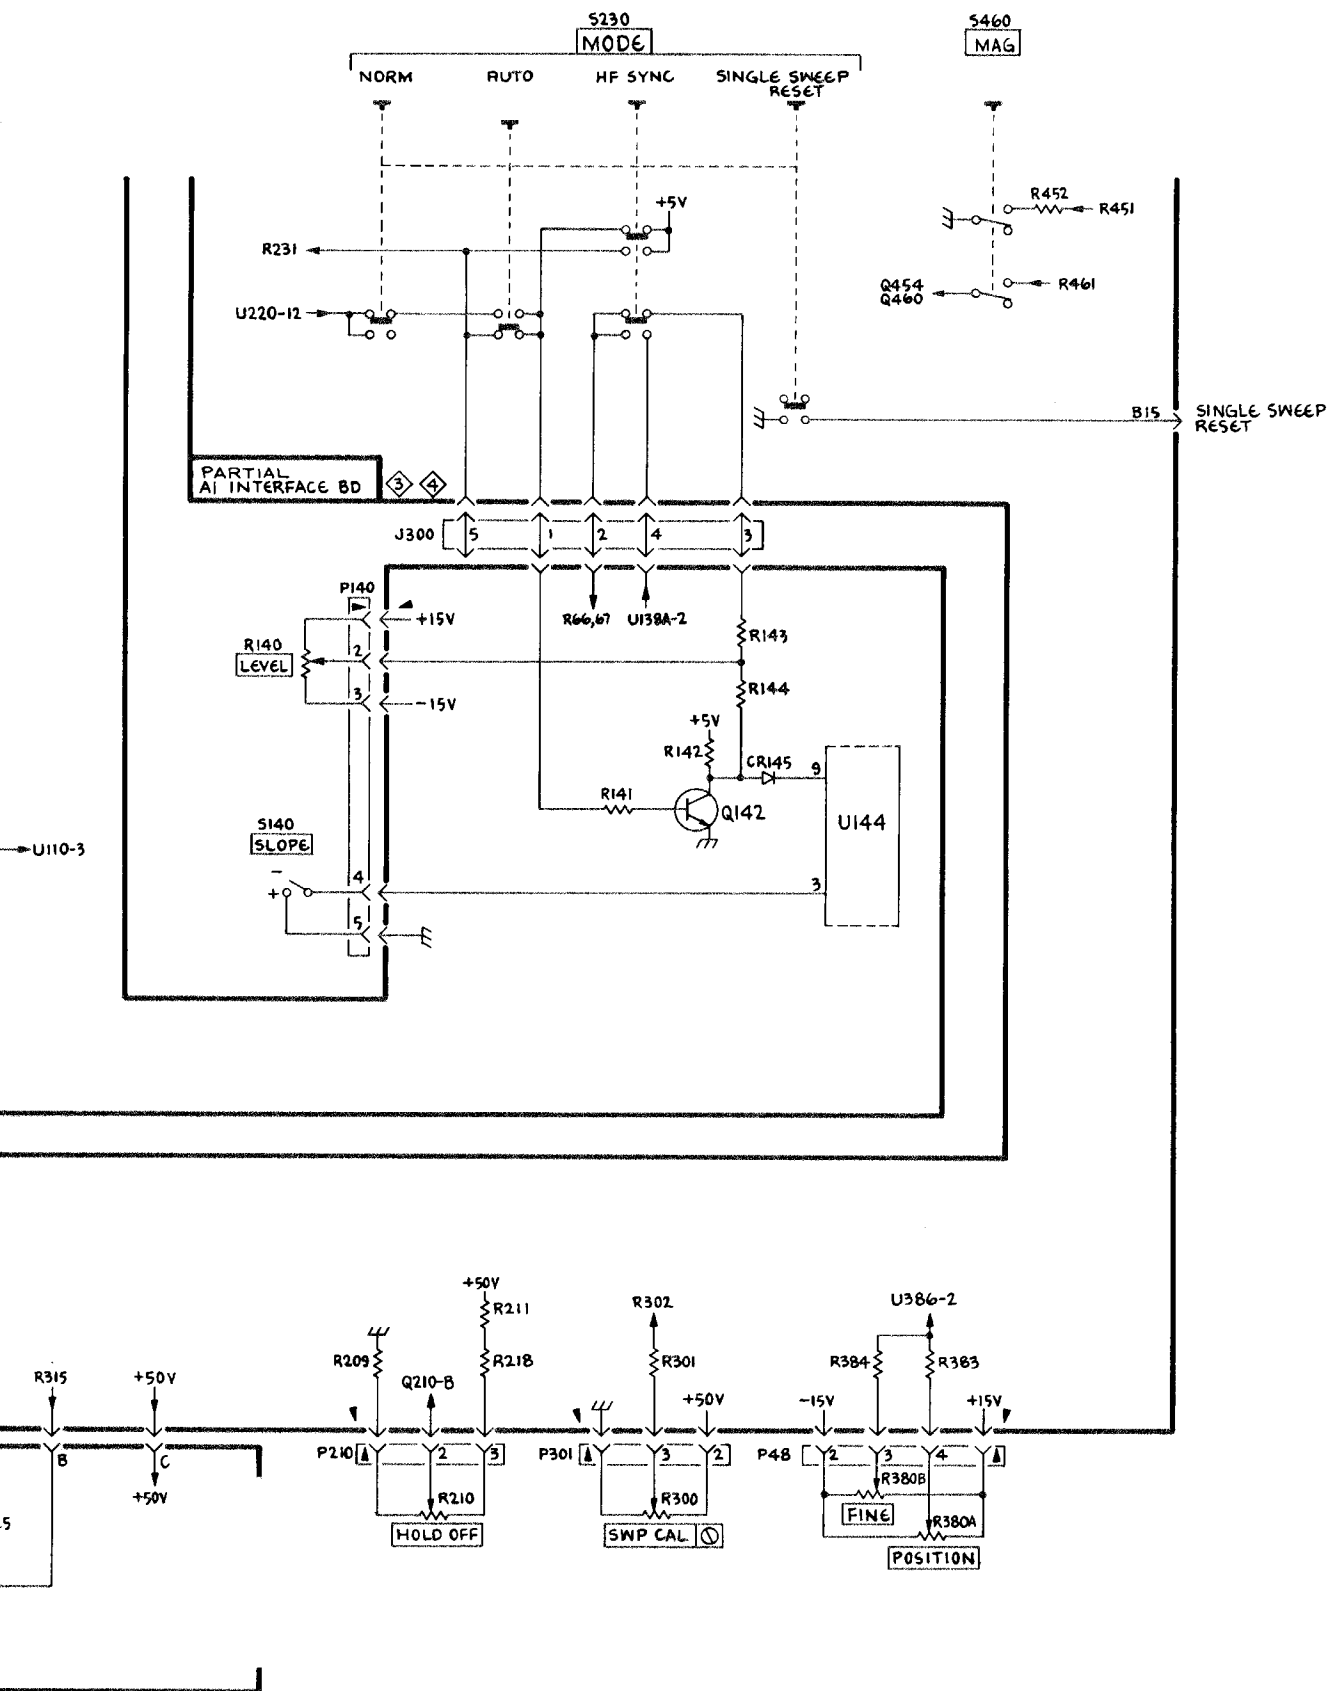 S230
MODE
S460
MAG
NORM
AUTO
HF SYNC
SINGLE SWEEP
RESET
+5V
R452
R451
R231
Q454
Q460
R461
U220-12
B15
SINGLE SWEEP
RESET
PARTIAL
A1 INTERFACE BD
3
4
J300
5
1
2
4
3
P140
+15V
R66,67
U138A-2
R143
R140
LEVEL
2
R144
3
-15V
+5V
R142
CR145
9
R141
Q142
U144
S140
SLOPE
U110-3
-
+
4
3
5
+50V
R211
R302
U386-2
R209
R218
R301
R384
R383
R315
+50V
Q210-B
+50V
-15V
+15V
P210
2
3
P301
3
2
P48
2
3
4
B
C
+50V
R210
R300
R380B
R380A
HOLD OFF
SWP CAL
FINE
POSITION